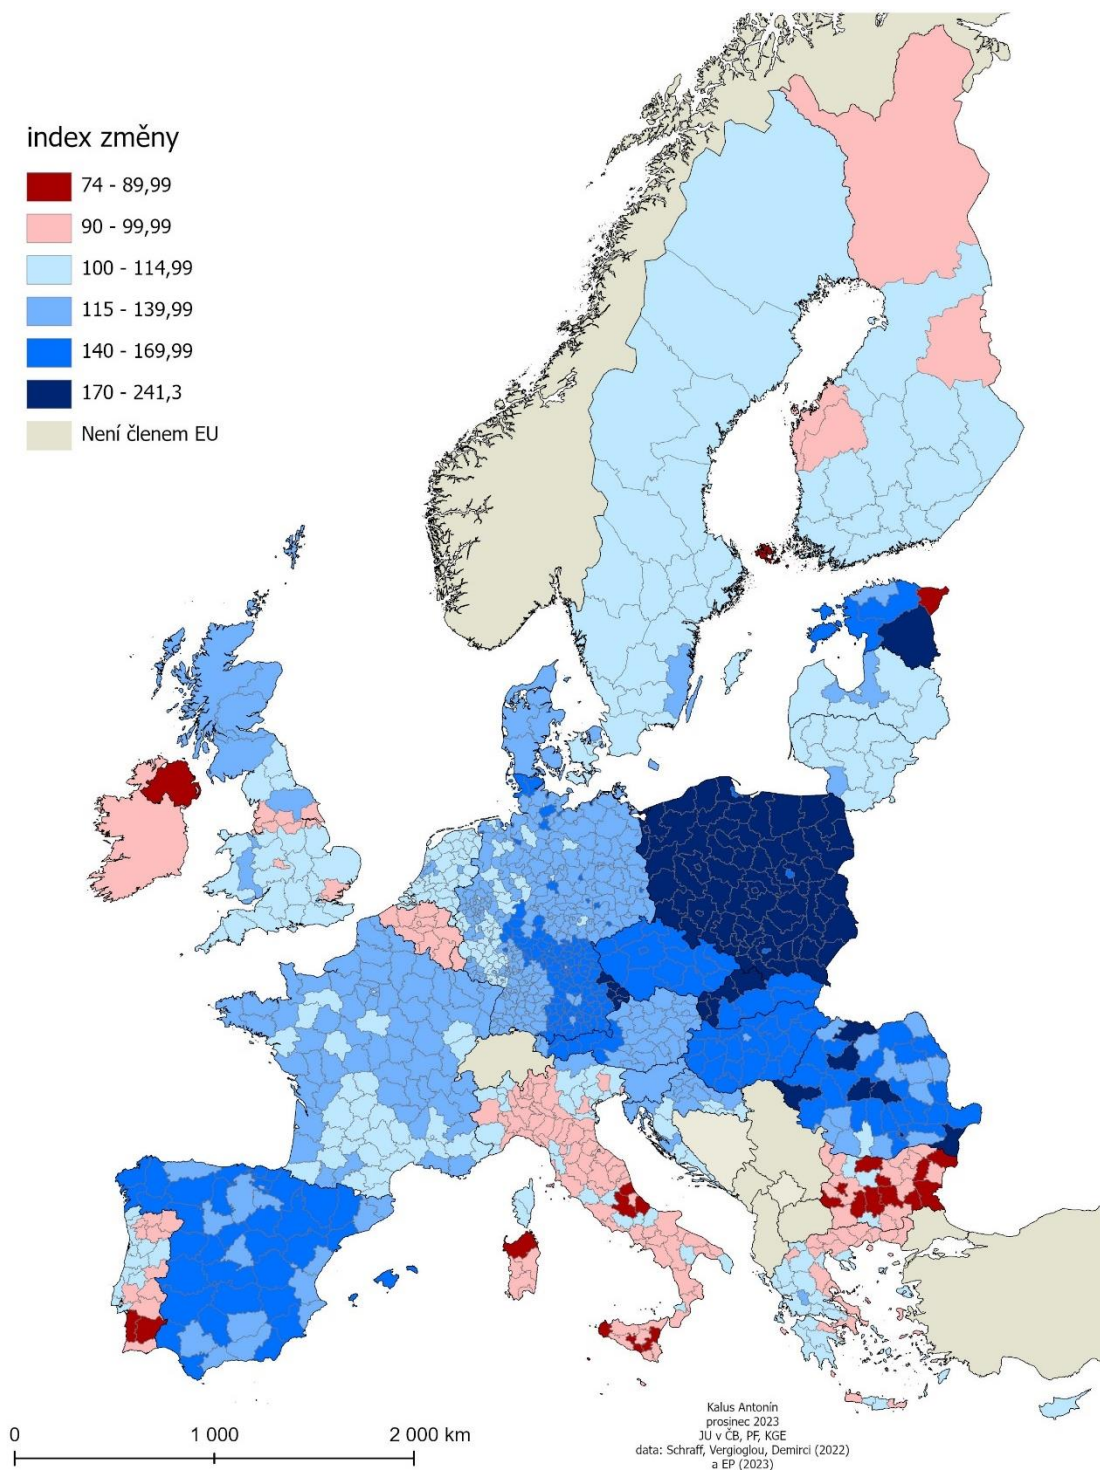 index změny
74 - 89,99
90 - 99,99
100 - 114,99
115 - 139,99
140 - 169,99
170 - 241,3
Není členem EU
Kalus Antonín
prosinec 2023
JU v ČB, PF, KGE
data: Schraff, Vergioglou, Demirci (2022)
a EP (2023)
0 1 000 2 000 km